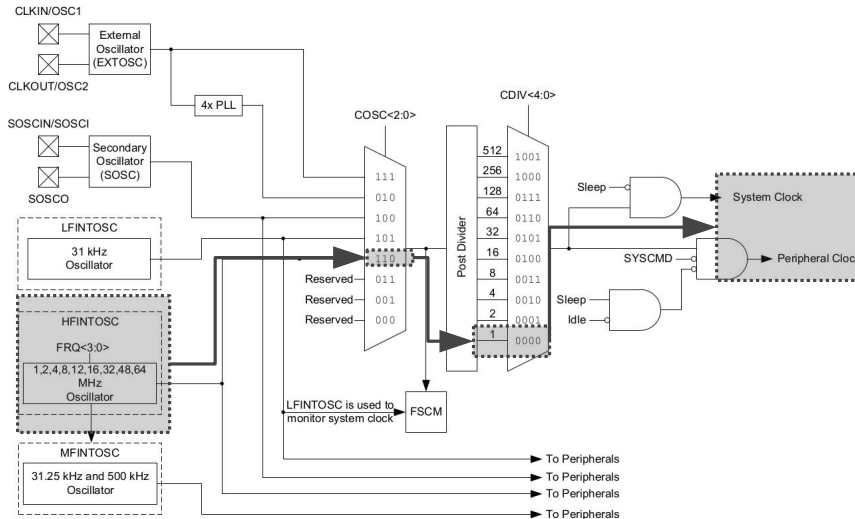 CLKIN/OSC1
External
Oscillator
(EXTOSC)
CLKOUT/OSC2
4x PLL
SOSCIN/SOSCI
Secondary
Oscillator
(SOSC)
SOSCO
LFINTOSC
31 kHz
Oscillator
HFINTOSC
FRQ<3:0>
1,2,4,8,12,16,32,48,64
MHz
Oscillator
MFINTOSC
31.25 kHz and 500 kHz
Oscillator
COSC<2:0>
111
010
100
101
110
Reserved 011
Reserved 001
Reserved 000
LFINTOSC is used to
monitor system clock
FSCM
Post Divider
CDIV<4:0>
512 1001
256 1000
128 0111
64 0110
32 0101
16 0100
8 0011
4 0010
2 0001
1 0000
Sleep
System Clock
SYSCMD
Peripheral Clock
Sleep
Idle
To Peripherals
To Peripherals
To Peripherals
To Peripherals